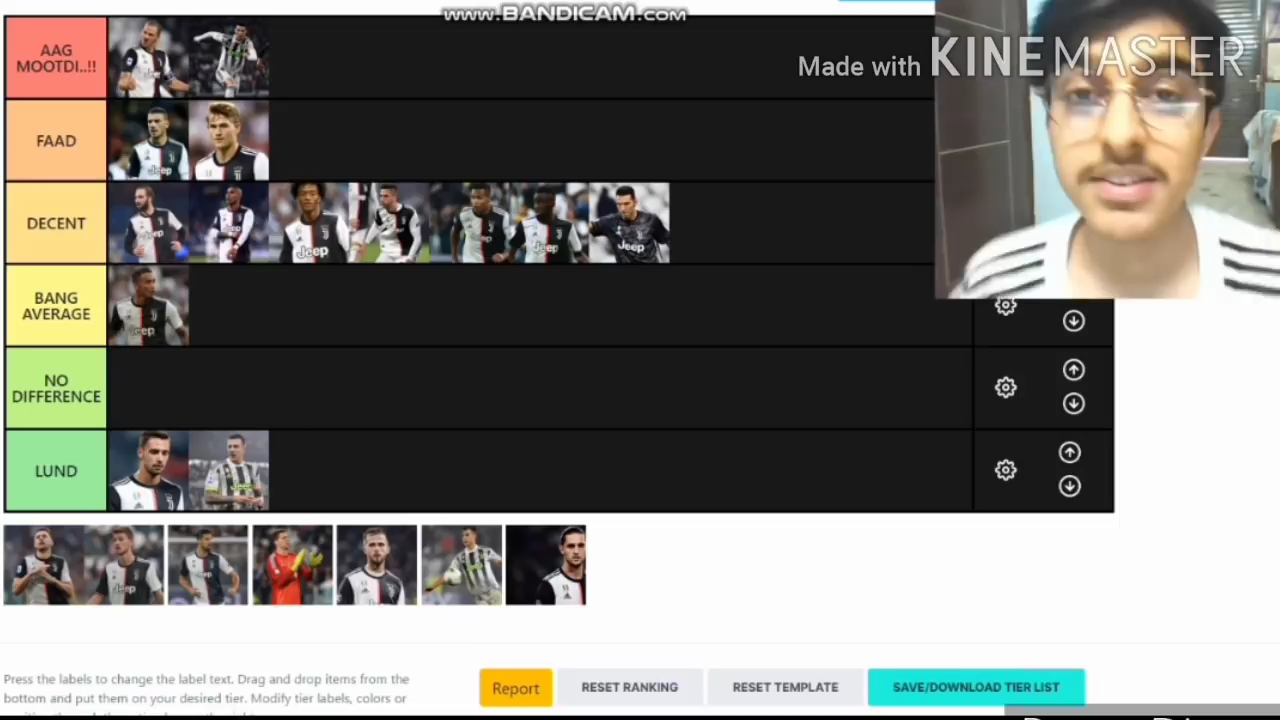 www.BANDICAM.com
Made with KINEMASTER
AAG
MOOTDI..!!
FAAD
DECENT
BANG
AVERAGE
NO
DIFFERENCE
LUND
Press the labels to change the label text. Drag and drop items from the
bottom and put them on your desired tier. Modify tier labels, colors or
Report
RESET RANKING
RESET TEMPLATE
SAVE/DOWNLOAD TIER LIST